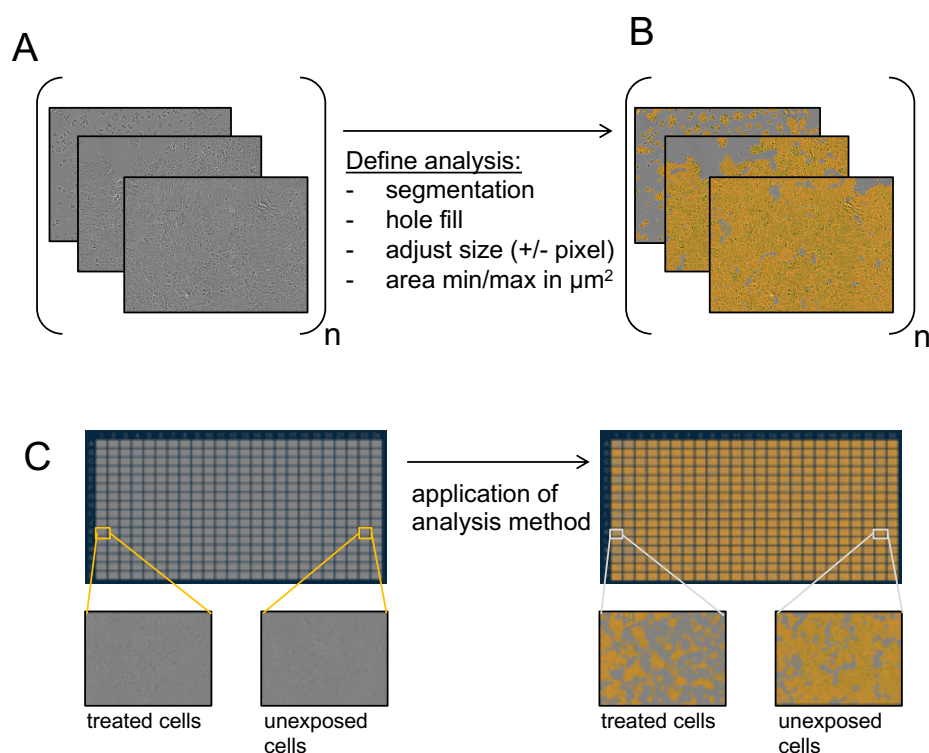 A
B
n
Define analysis:
- segmentation
- hole fill
- adjust size (+/- pixel)
- area min/max in µm²
n
C
application of
analysis method
treated cells
unexposed
cells
treated cells
unexposed
cells